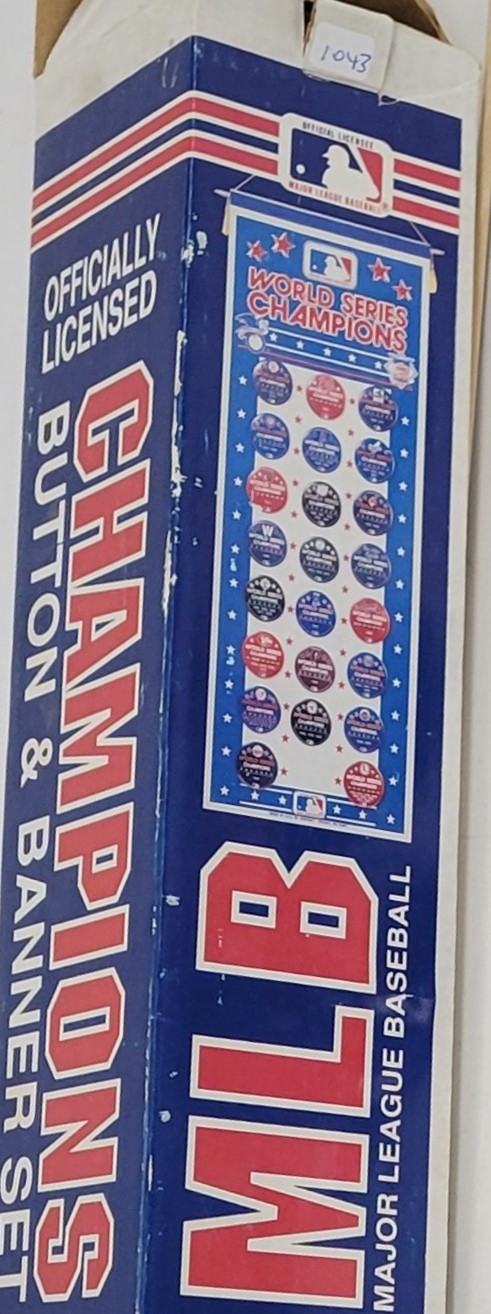 1043
OFFICIAL LICENSEE
MAJOR LEAGUE BASEBALL
WORLD SERIES
CHAMPIONS
OFFICIALLY
LICENSED
CHAMPIONS
BUTTON & BANNER SET
MLB
MAJOR LEAGUE BASEBALL